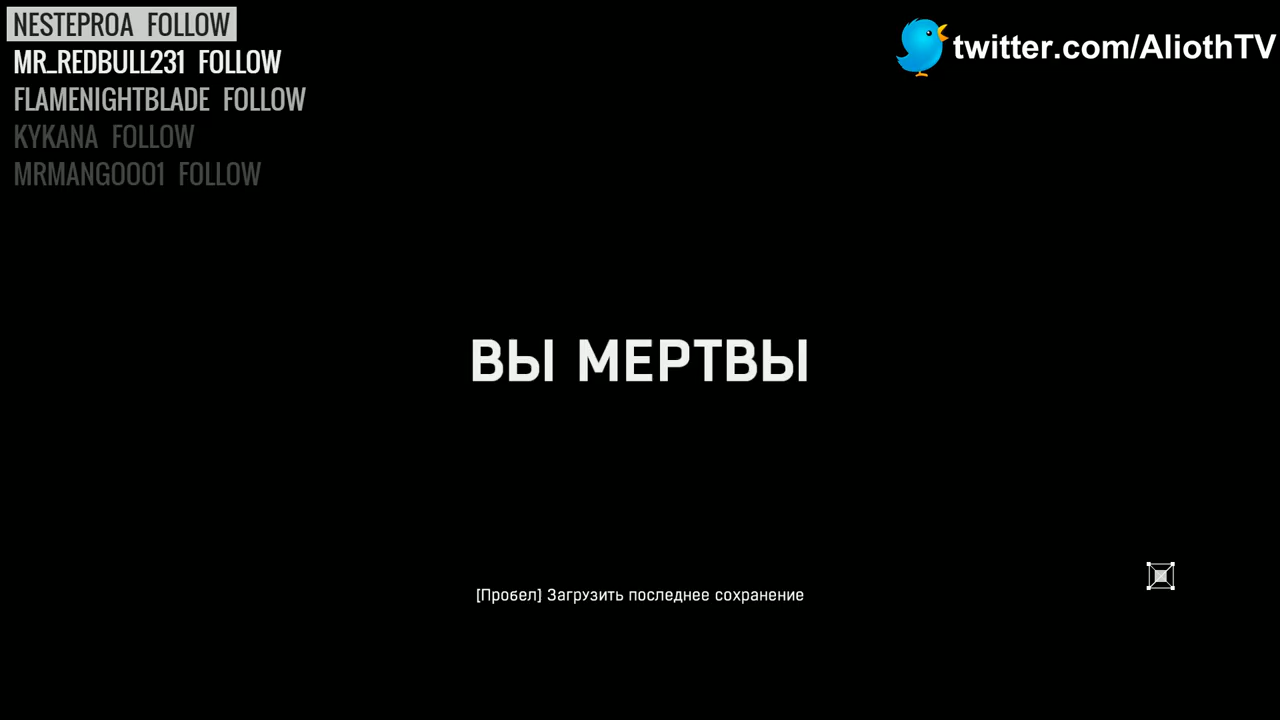 NESTEPROA FOLLOW
twitter.com/AliothTV
MR_REDBULL231 FOLLOW
FLAMENIGHTBLADE FOLLOW
KYKANA FOLLOW
MRMANGO001 FOLLOW
ВЫ МЕРТВЫ
[Пробел] Загрузить последнее сохранение